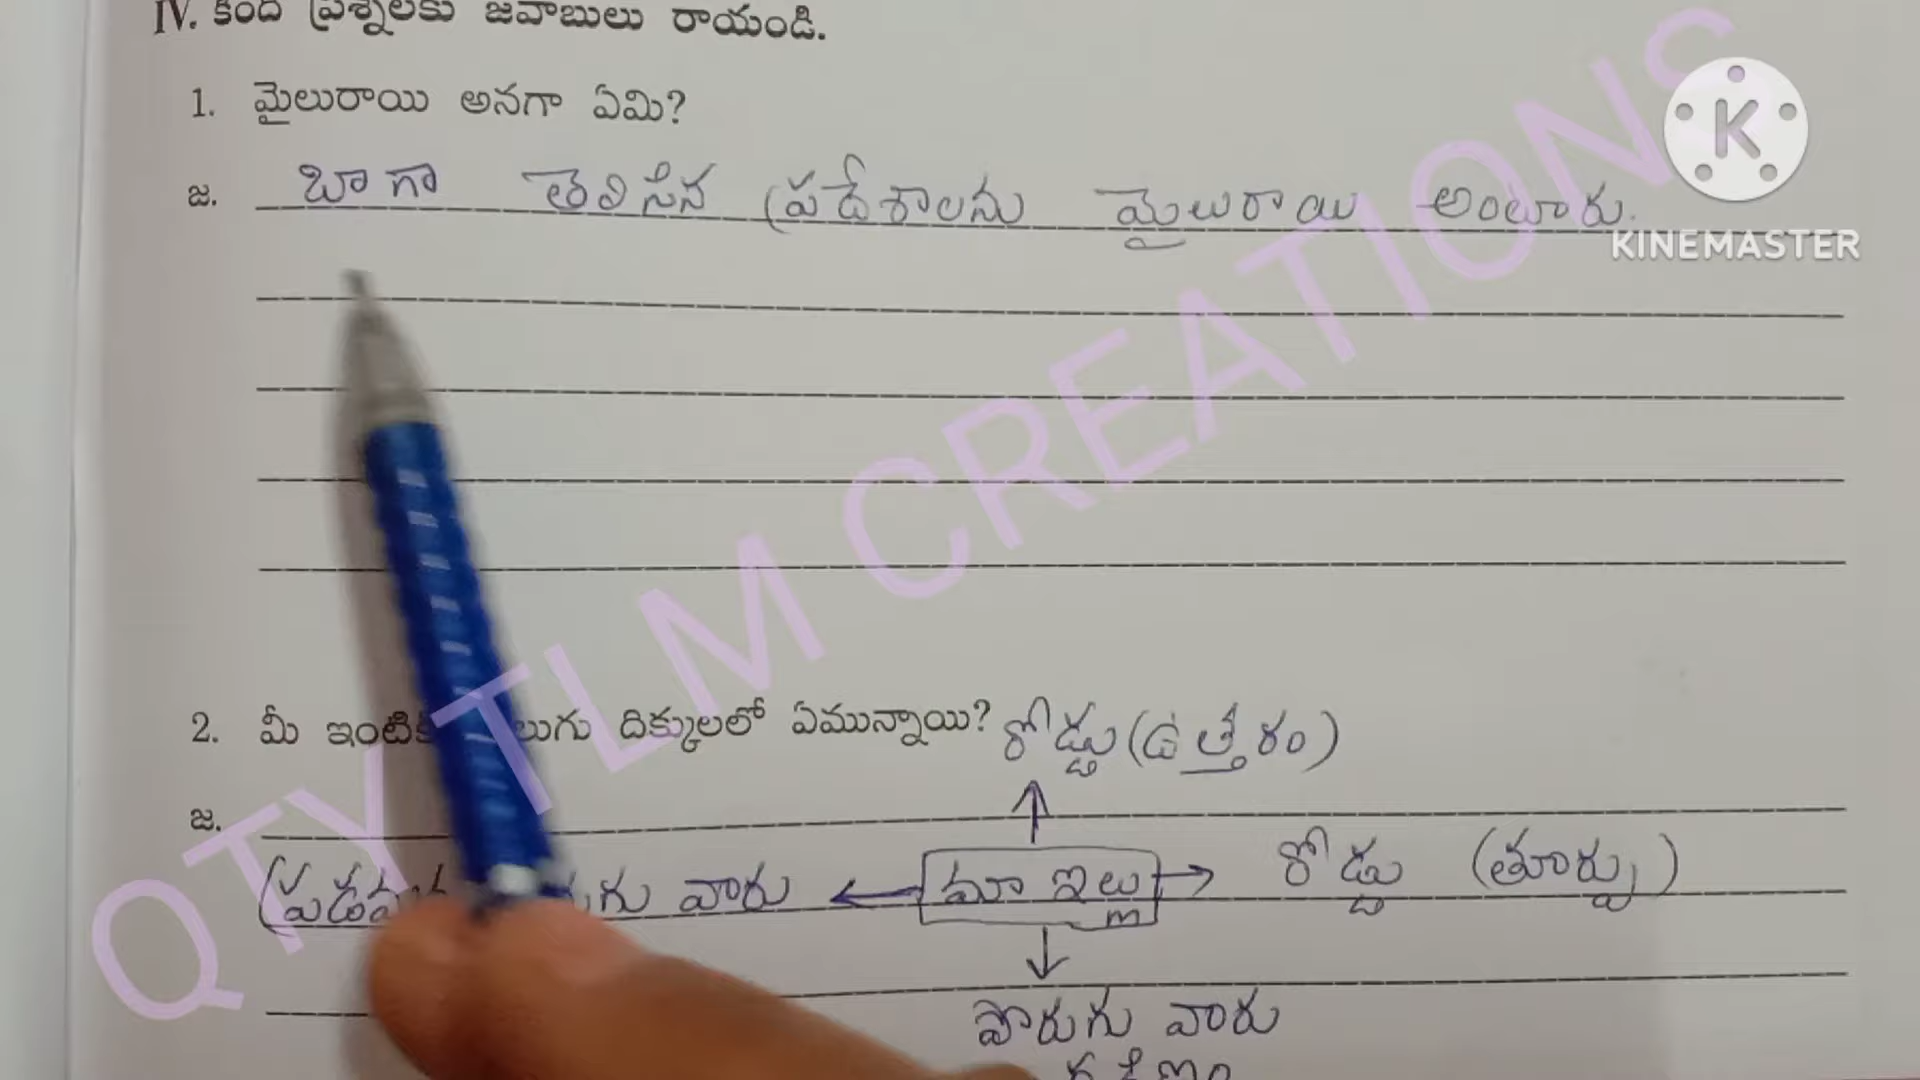 IV. కింది ప్రశ్నలకు జవాబులు రాయండి.
1. మైలురాయి అనగా ఏమి?
జ. బాగా తెలిసిన ప్రదేశాలను మైలురాయి అంటారు.
KINEMASTER
2. మీ ఇంటికి దిక్కులలో ఏమున్నాయి? రోడ్డు (ఉత్తరం)
జ.
వారు ← మా ఇల్లు → రోడ్డు (తూర్పు)
పొరుగు వారు
QTY TLM CREATIONS